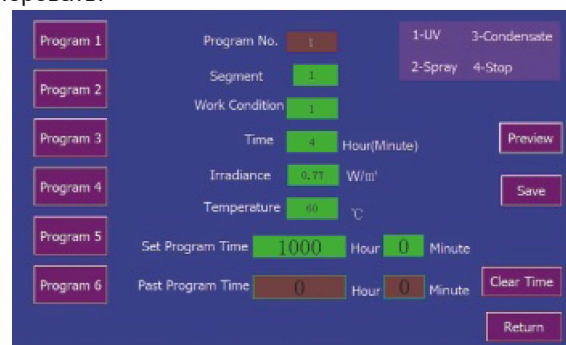 Program 1
Program No. 1
1-UV 3-Condensate
2-Spray 4-Stop
Program 2
Segment 1
Work Condition 1
Program 3
Time 4 Hour(Minute)
Preview
Program 4
Irradiance 0.77 W/m²
Save
Temperature 60 ℃
Program 5
Set Program Time 1000 Hour 0 Minute
Program 6
Past Program Time 0 Hour 0 Minute
Clear Time
Return